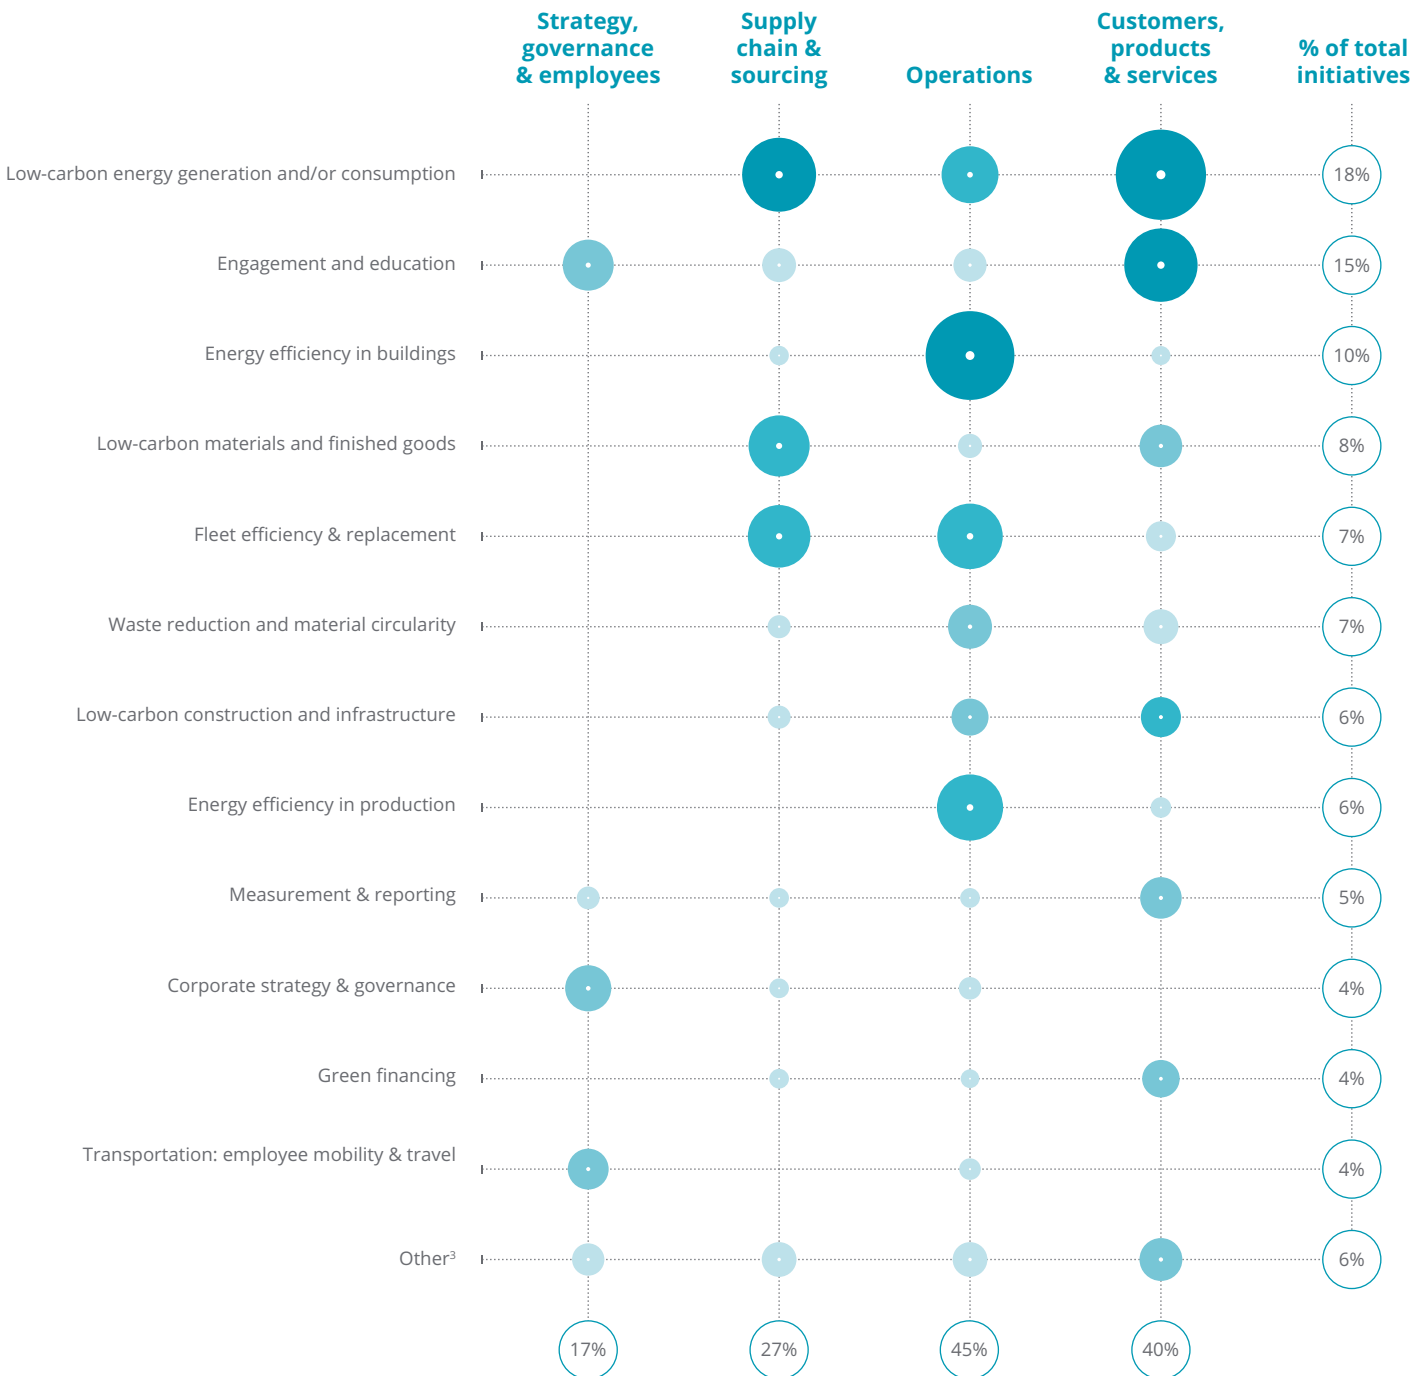 Strategy,
governance
& employees
Supply
chain &
sourcing
Operations
Customers,
products
& services
% of total
initiatives
Low-carbon energy generation and/or consumption
18%
Engagement and education
15%
Energy efficiency in buildings
10%
Low-carbon materials and finished goods
8%
Fleet efficiency & replacement
7%
Waste reduction and material circularity
7%
Low-carbon construction and infrastructure
6%
Energy efficiency in production
6%
Measurement & reporting
5%
Corporate strategy & governance
4%
Green financing
4%
Transportation: employee mobility & travel
4%
Other³
6%
17%
27%
45%
40%